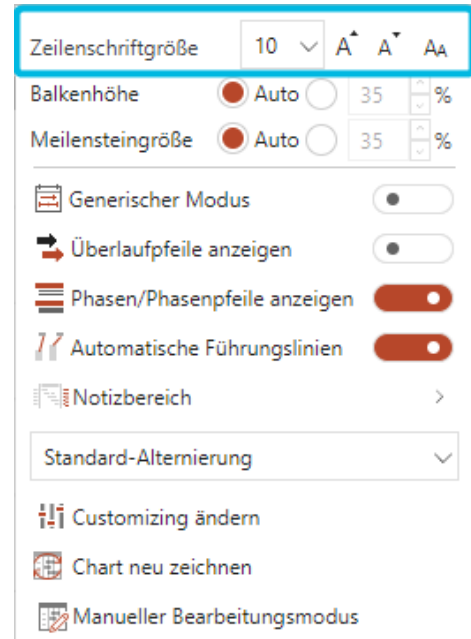 Zeilenschriftgröße 10 A A AA
Balkenhöhe Auto 35 %
Meilensteingröße Auto 35 %
Generischer Modus
Überlaufpfeile anzeigen
Phasen/Phasenpfeile anzeigen
Automatische Führungslinien
Notizbereich
Standard-Alternierung
Customizing ändern
Chart neu zeichnen
Manueller Bearbeitungsmodus